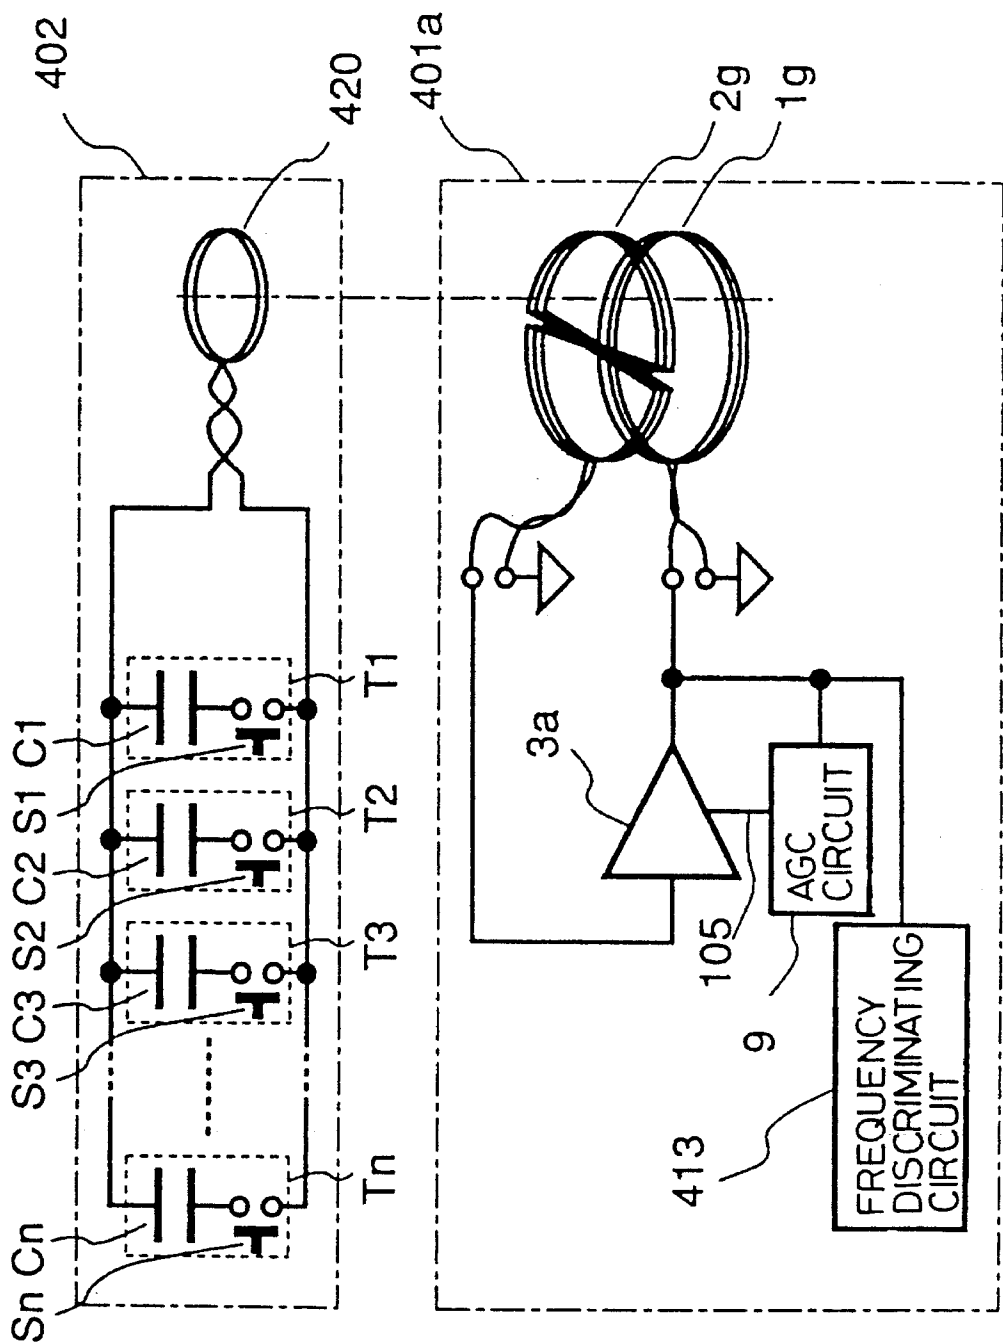 Sn Cn
S3 C3
S2 C2
S1 C1
402
420
Tn
T3
T2
T1
401a
2g
1g
3a
105
9
AGC
CIRCUIT
413
FREQUENCY
DISCRIMINATING
CIRCUIT